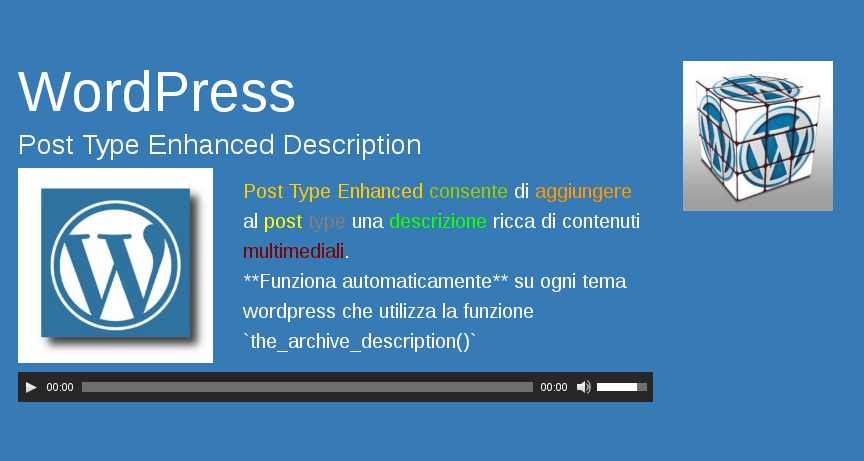 WordPress
Post Type Enhanced Description
Post Type Enhanced consente di aggiungere
al post type una descrizione ricca di contenuti
multimediali.
**Funziona automaticamente** su ogni tema
wordpress che utilizza la funzione
`the_archive_description()`
00:00 00:00